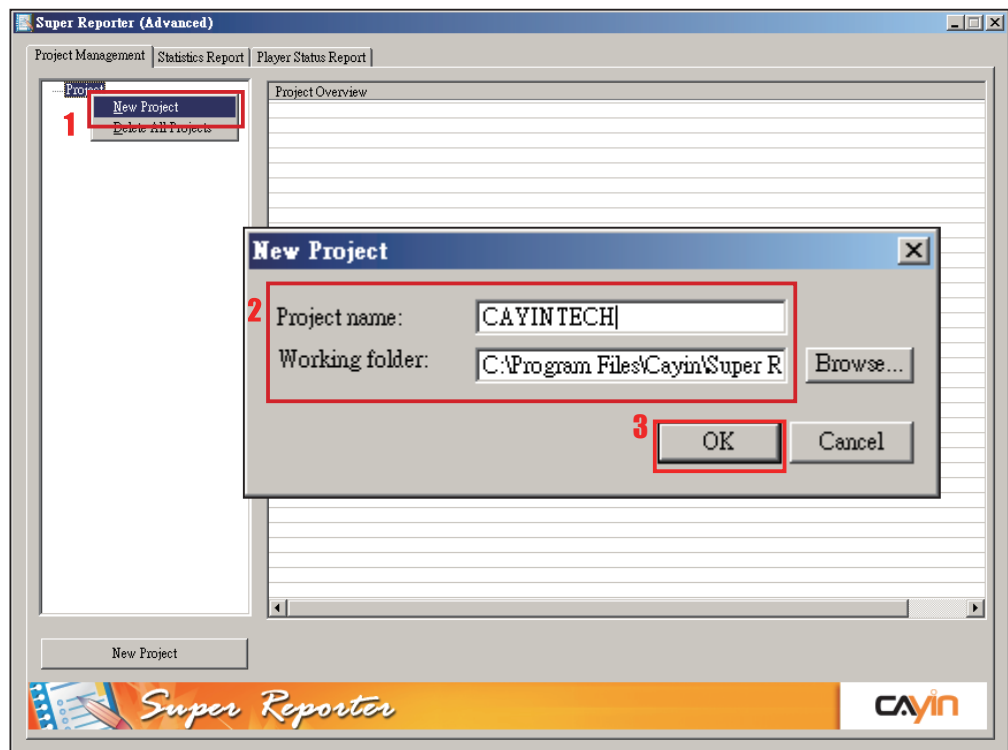 Super Reporter (Advanced)
Project Management Statistics Report Player Status Report
Project
Project Overview
1
New Project
Delete All Projects
New Project
2
Project name: CAYINTECH
Working folder: C:\Program Files\Cayin\Super R Browse...
3
OK Cancel
New Project
Super Reporter CAYIN